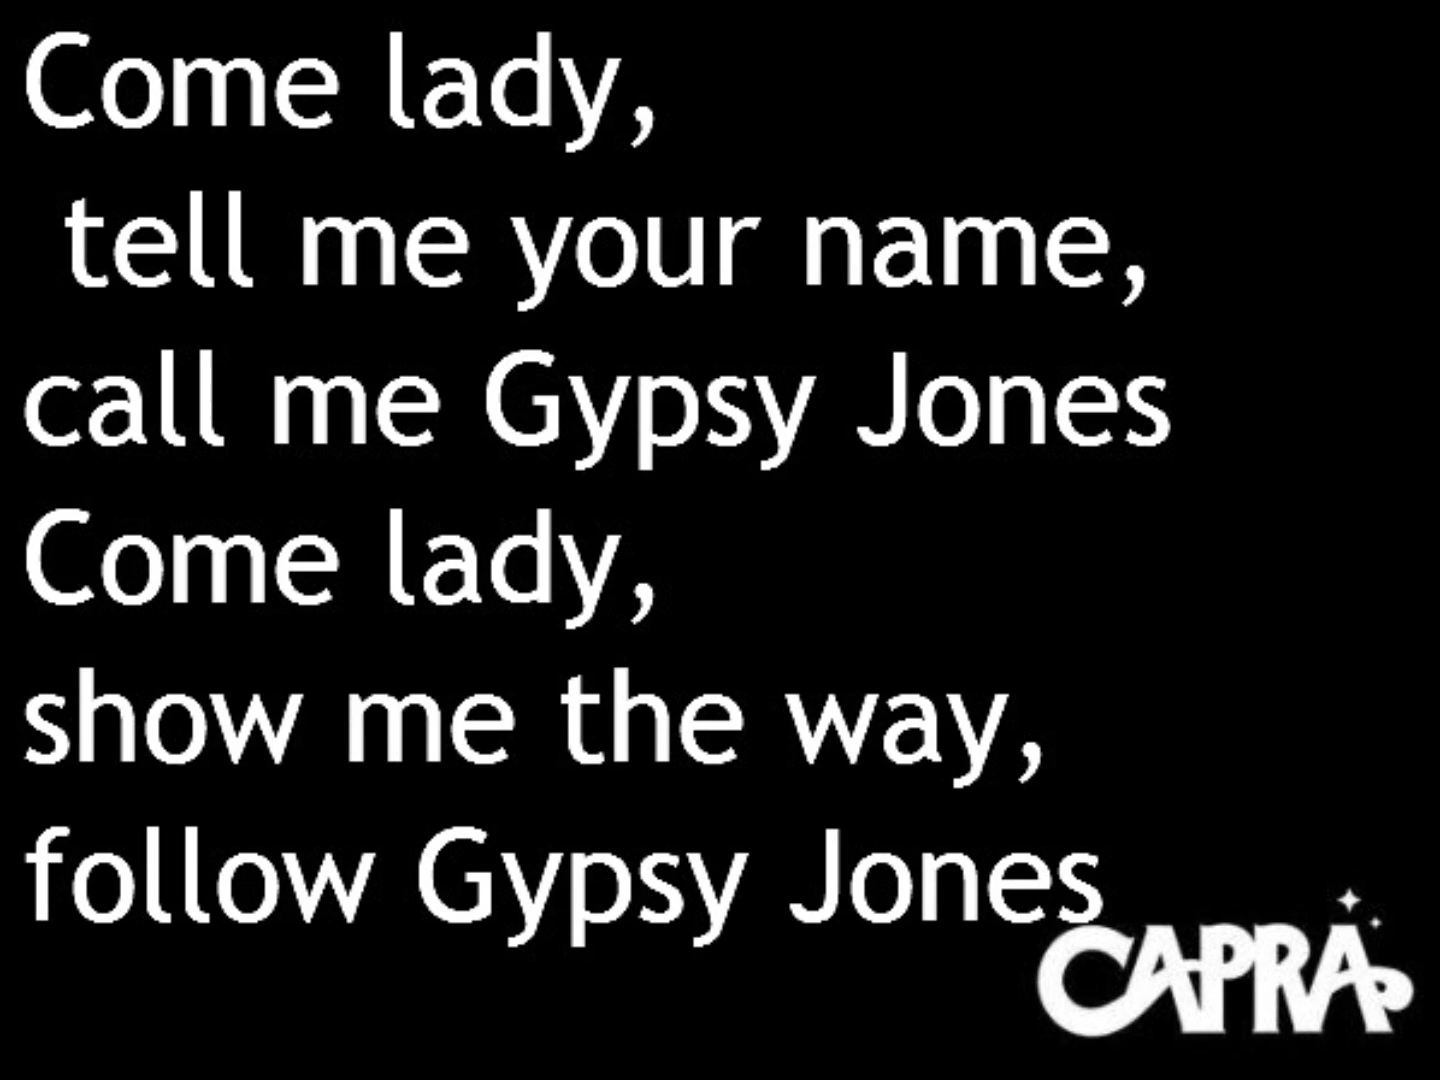 Come lady,
tell me your name,
call me Gypsy Jones
Come lady,
show me the way,
follow Gypsy Jones
CAPRA